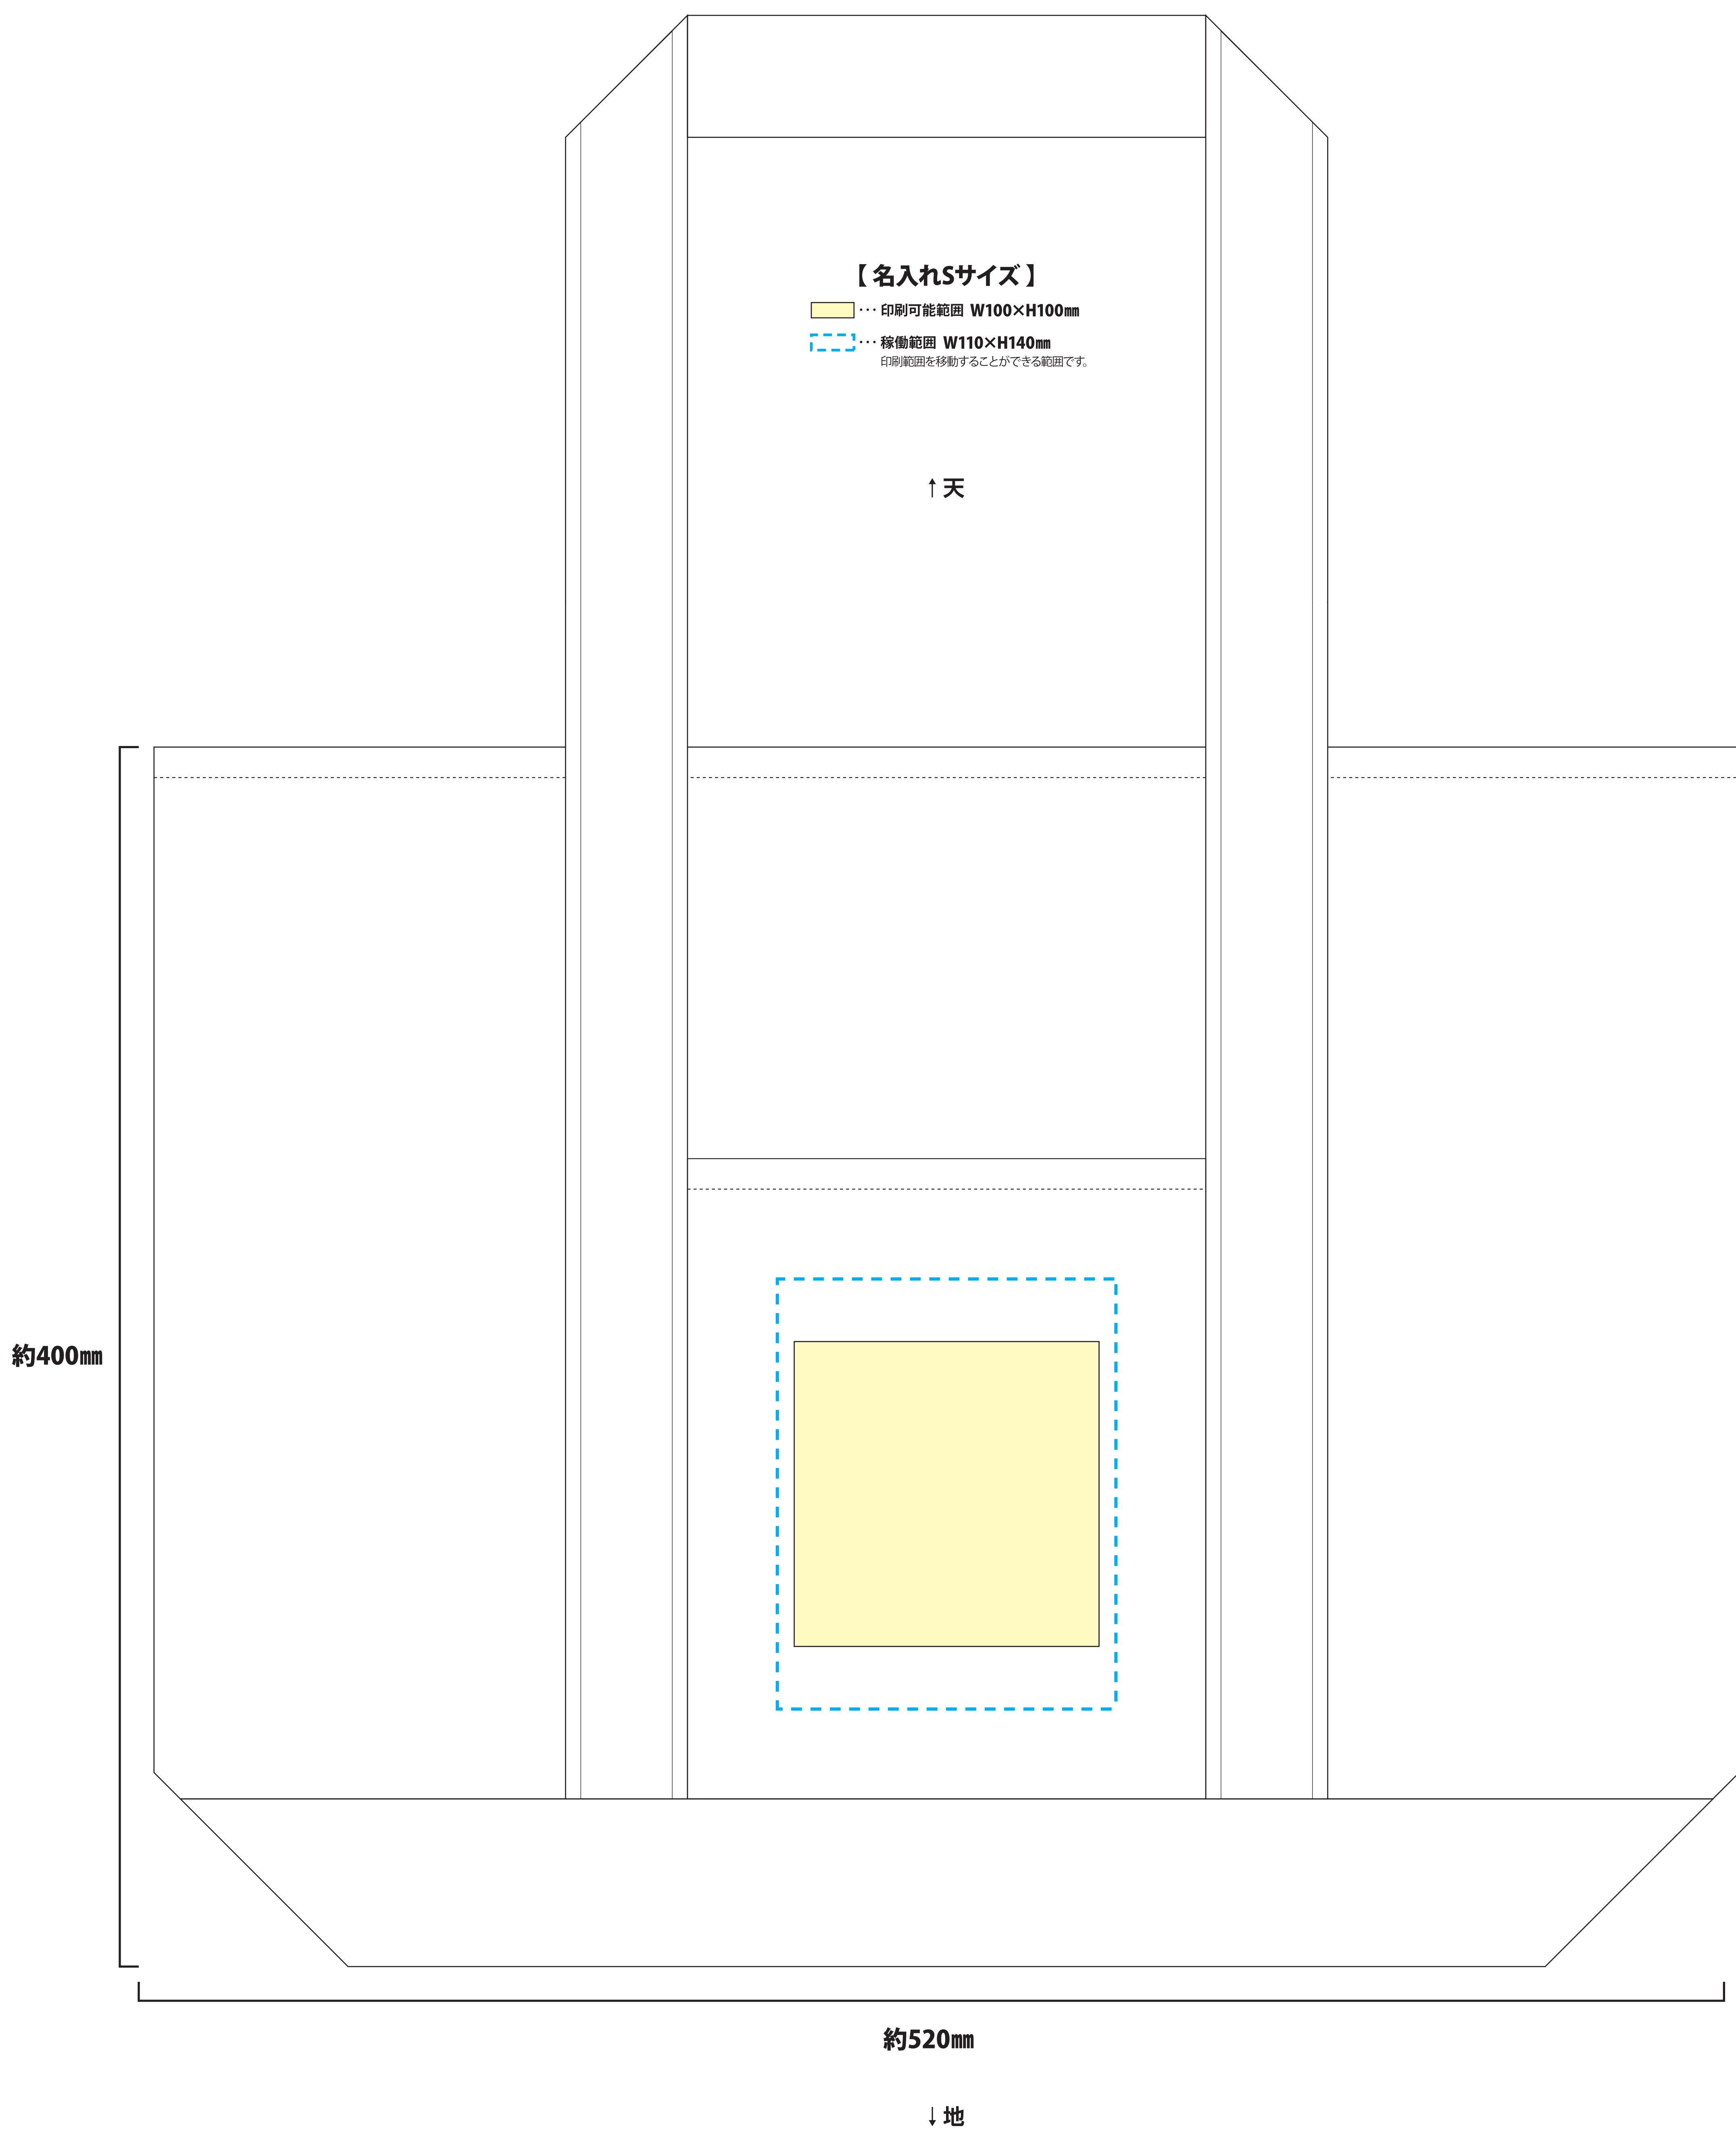 【 名入れSサイズ 】
･･･ 印刷可能範囲 W100×H100㎜
･･･ 稼働範囲 W110×H140㎜
印刷範囲を移動することができる範囲です。
↑ 天
約400㎜
約520㎜
↓ 地